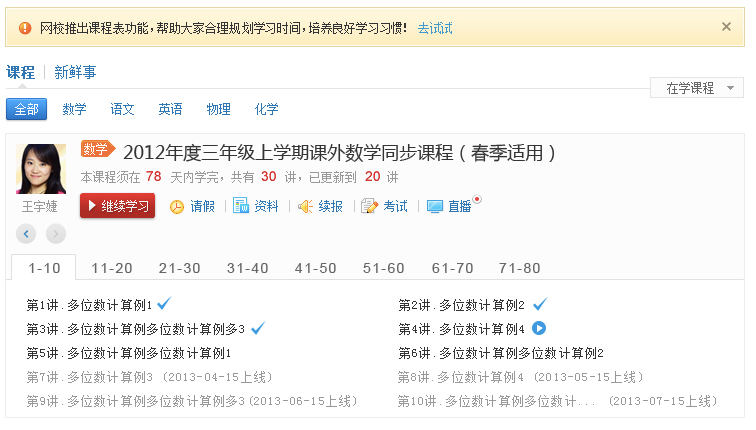 网校推出课程表功能,帮助大家合理规划学习时间,培养良好学习习惯! 去试试
课程 新鲜事
在学课程
全部 数学 语文 英语 物理 化学
数学 2012年度三年级上学期课外数学同步课程(春季适用)
本课程须在 78 天内学完,共有 30 讲,已更新到 20 讲
王宇婕 继续学习 请假 资料 续报 考试 直播
1-10 11-20 21-30 31-40 41-50 51-60 61-70 71-80
第1讲.多位数计算例1 第2讲.多位数计算例2
第3讲.多位数计算例多位数计算例多3 第4讲.多位数计算例4
第5讲.多位数计算例多位数计算例1 第6讲.多位数计算例多位数计算例2
第7讲.多位数计算例3 (2013-04-15上线) 第8讲.多位数计算例4 (2013-05-15上线)
第9讲.多位数计算例多位数计算例多3(2013-06-15上线) 第10讲.多位数计算例多位数计... (2013-07-15上线)